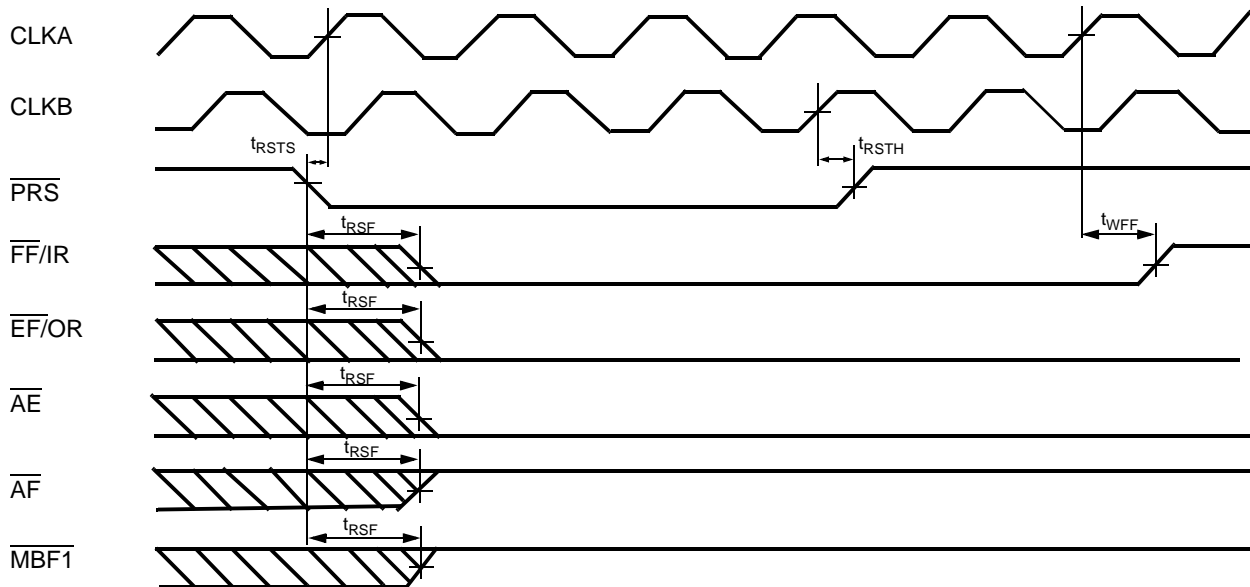 CLKA
CLKB
tRSTS
tRSTH
PRS
tRSF
tWFF
FF/IR
tRSF
EF/OR
tRSF
AE
tRSF
AF
tRSF
MBF1